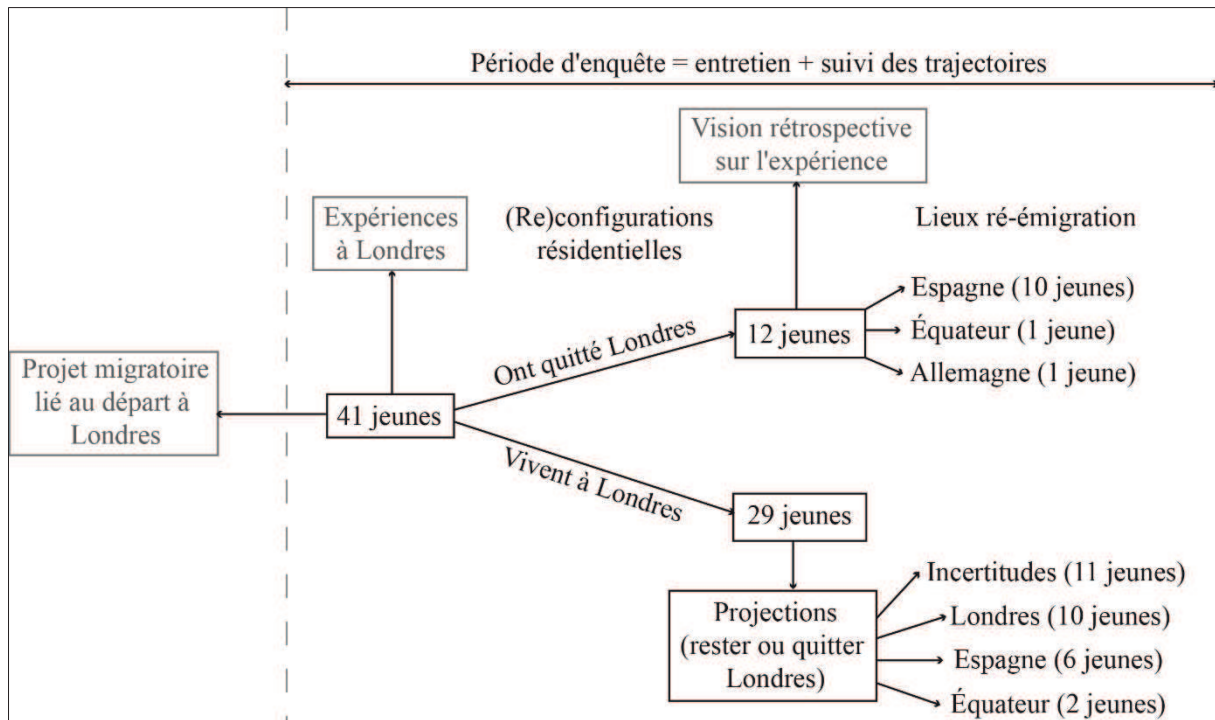 Période d'enquête = entretien + suivi des trajectoires
Vision rétrospective
sur l'expérience
Expériences
à Londres
(Re)configurations
résidentielles
Lieux ré-émigration
Espagne (10 jeunes)
Équateur (1 jeune)
Allemagne (1 jeune)
12 jeunes
Ont quitté Londres
Projet migratoire
lié au départ à
Londres
41 jeunes
Vivent à Londres
29 jeunes
Projections
(rester ou quitter
Londres)
Incertitudes (11 jeunes)
Londres (10 jeunes)
Espagne (6 jeunes)
Équateur (2 jeunes)